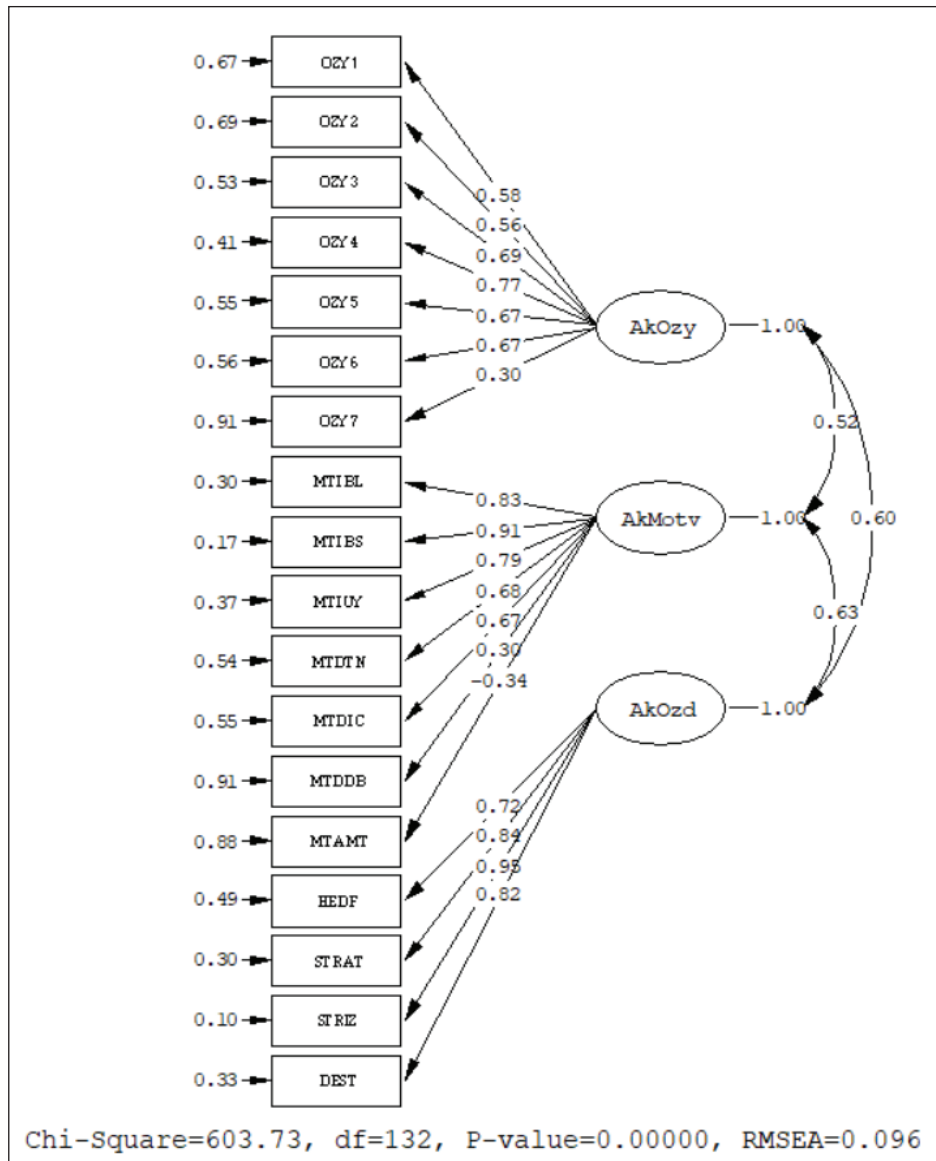 0.67 OZY1
0.69 OZY2
0.53 OZY3
0.58
0.56
0.41 OZY4
0.69
0.77
0.55 OZY5
0.67
AkOzy 1.00
0.67
0.56 OZY6
0.30
0.91 OZY7
0.52
0.30 MTIBL
0.83
0.91
AkMotv 1.00 0.60
0.17 MTIBS
0.79
0.68
0.37 MTIUY
0.67
0.63
0.30
0.54 MTDTN
-0.34
AkOzd 1.00
0.55 MTDIC
0.91 MTDDB
0.72
0.84
0.88 MTAMT
0.95
0.82
0.49 HEDF
0.30 STRAT
0.10 STRIZ
0.33 DEST
Chi-Square=603.73, df=132, P-value=0.00000, RMSEA=0.096